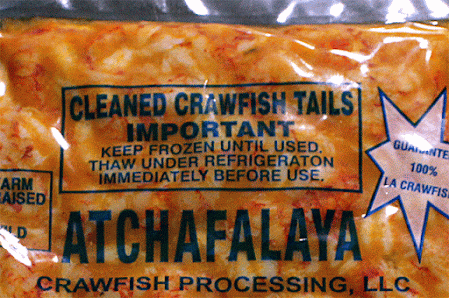 CLEANED CRAWFISH TAILS
IMPORTANT
KEEP FROZEN UNTIL USED.
THAW UNDER REFRIGERATON
IMMEDIATELY BEFORE USE.
GUARANTEE
100%
LA CRAWFISH
ARM
AISED
LD
ATCHAFALAYA
CRAWFISH PROCESSING, LLC